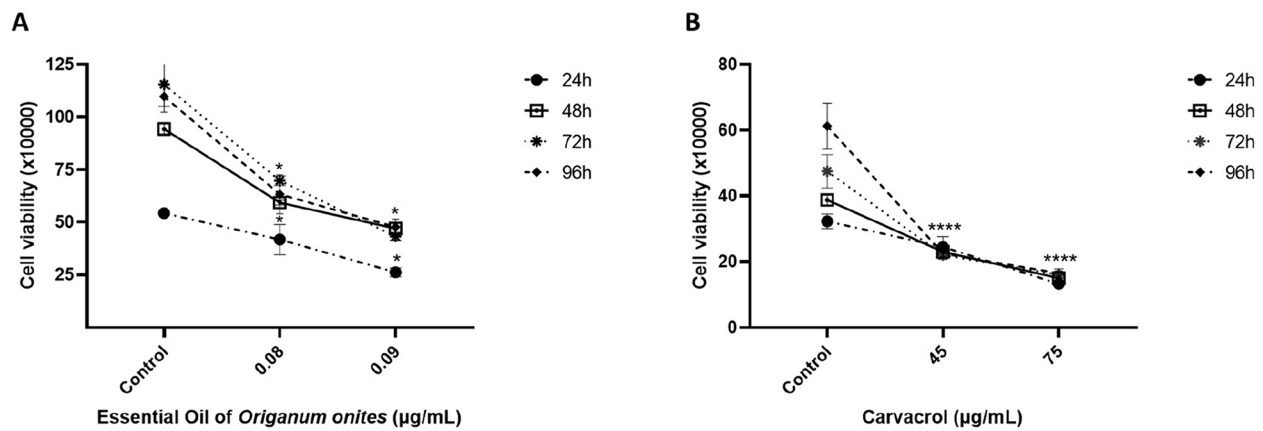 A
125
100
75
50
25
Cell viability (x10000)
*
*
*
*
Control
0.08
0.09
Essential Oil of Origanum onites (µg/mL)
24h
48h
72h
96h
B
80
60
40
20
0
Cell viability (x10000)
****
****
Control
45
75
Carvacrol (µg/mL)
24h
48h
72h
96h